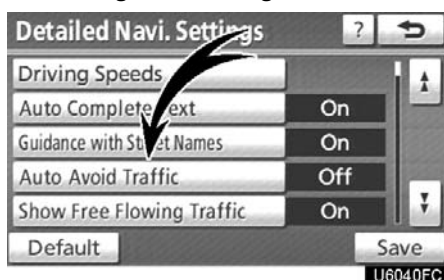 Detailed Navi. Settings ?
Driving Speeds
Auto Complete Text On
Guidance with Street Names On
Auto Avoid Traffic Off
Show Free Flowing Traffic On
Default Save
U6040FC